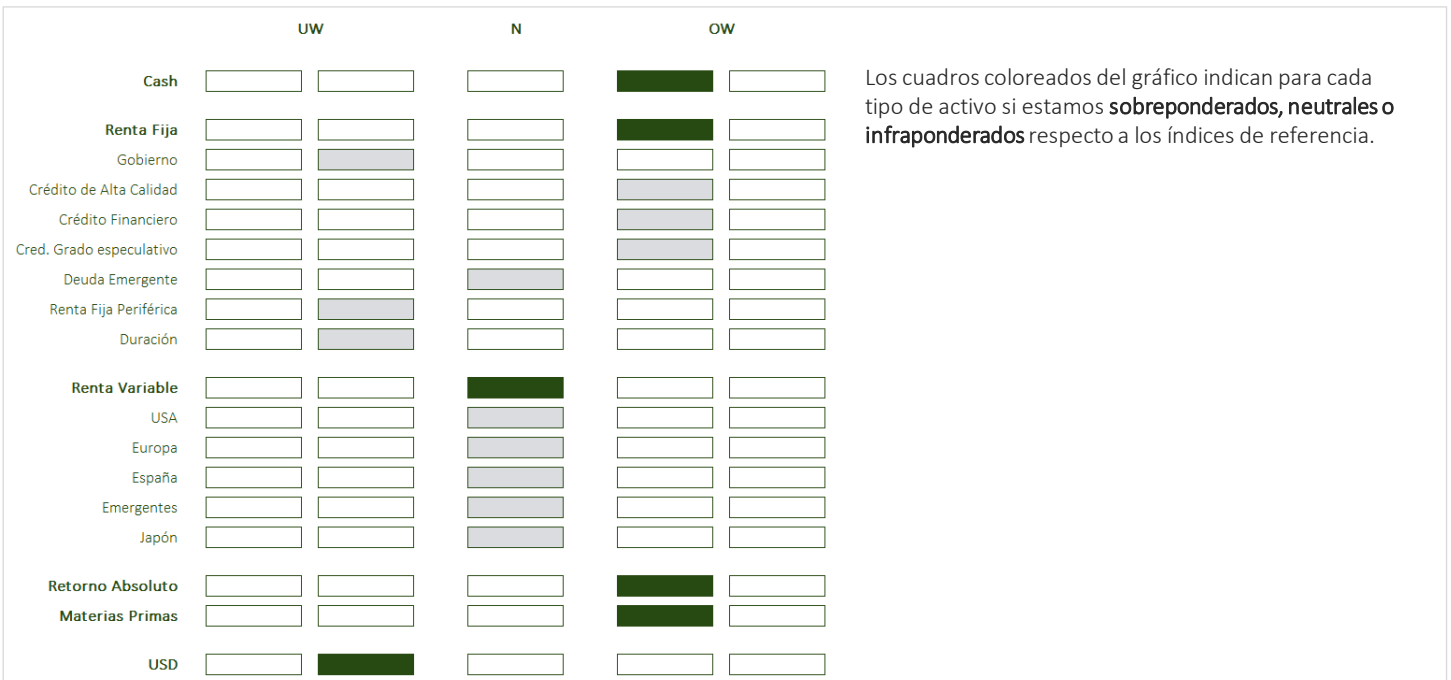 UW N OW
Cash
Renta Fija
Gobierno
Crédito de Alta Calidad
Crédito Financiero
Cred. Grado especulativo
Deuda Emergente
Renta Fija Periférica
Duración
Renta Variable
USA
Europa
España
Emergentes
Japón
Retorno Absoluto
Materias Primas
USD
Los cuadros coloreados del gráfico indican para cada
tipo de activo si estamos sobreponderados, neutrales o
infraponderados respecto a los índices de referencia.